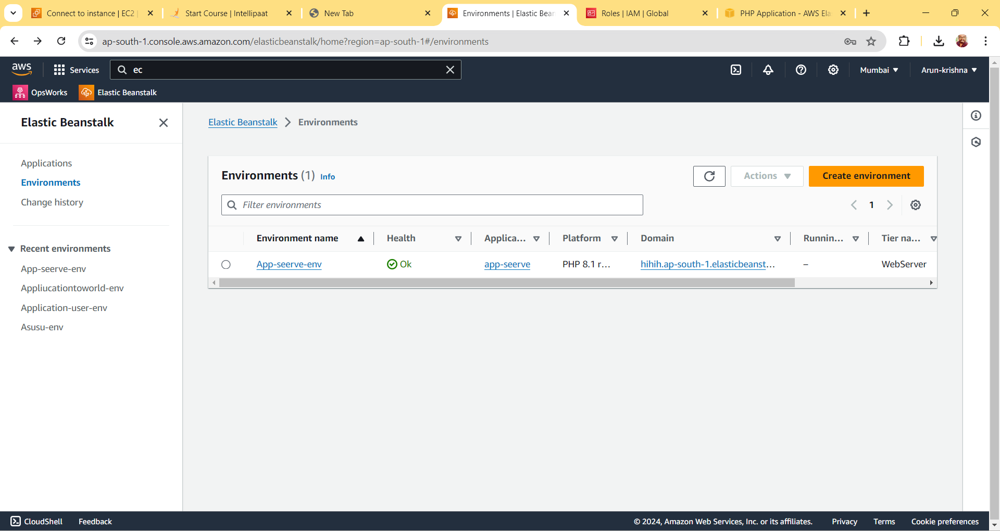 Connect to instance | EC2 |
Start Course | Intellipaat
New Tab
Environments | Elastic Bean
Roles | IAM | Global
PHP Application - AWS Ela
ap-south-1.console.aws.amazon.com/elasticbeanstalk/home?region=ap-south-1#/environments
aws
Services
ec
Mumbai
Arun-krishna
OpsWorks
Elastic Beanstalk
Elastic Beanstalk
Applications
Environments
Change history
Recent environments
App-seerve-env
Appliucationtoworld-env
Application-user-env
Asusu-env
Elastic Beanstalk > Environments
Environments (1) Info
Actions
Create environment
Filter environments
1
Environment name Health Applica... Platform Domain Runnin... Tier na...
App-seerve-env Ok app-seerve PHP 8.1 r... hihih.ap-south-1.elasticbeanst... – WebServer
CloudShell Feedback
© 2024, Amazon Web Services, Inc. or its affiliates. Privacy Terms Cookie preferences